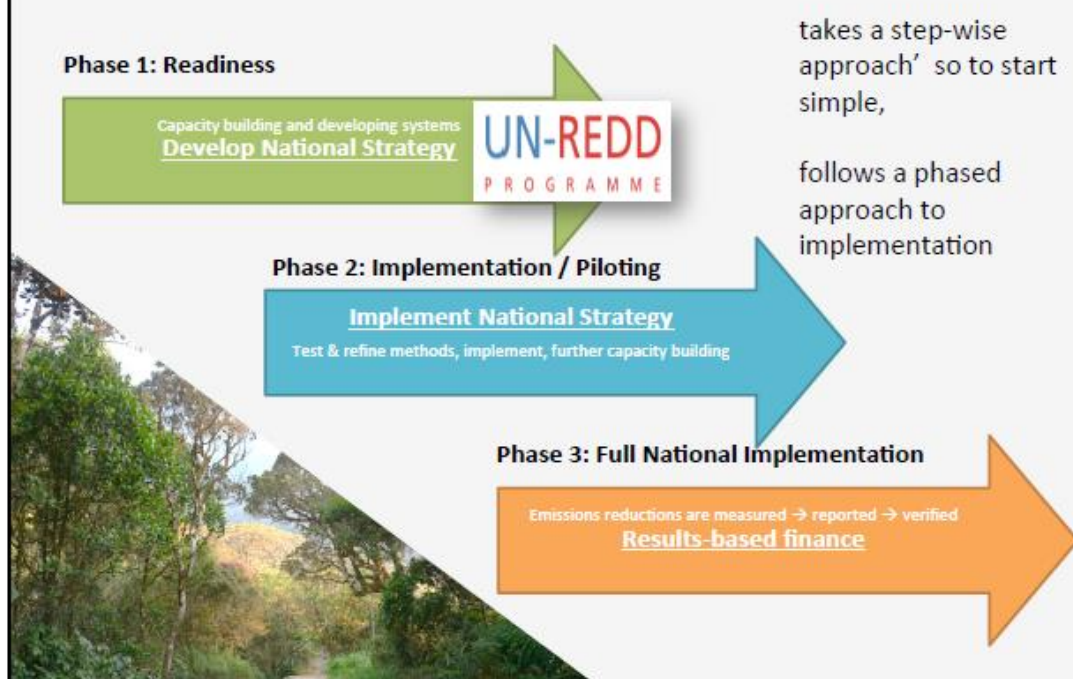 takes a step-wise
approach’ so to start
simple,
follows a phased
approach to
implementation
Phase 1: Readiness
Capacity building and developing systems
Develop National Strategy
UN-REDD
PROGRAMME
Phase 2: Implementation / Piloting
Implement National Strategy
Test & refine methods, implement, further capacity building
Phase 3: Full National Implementation
Emissions reductions are measured → reported → verified
Results-based finance